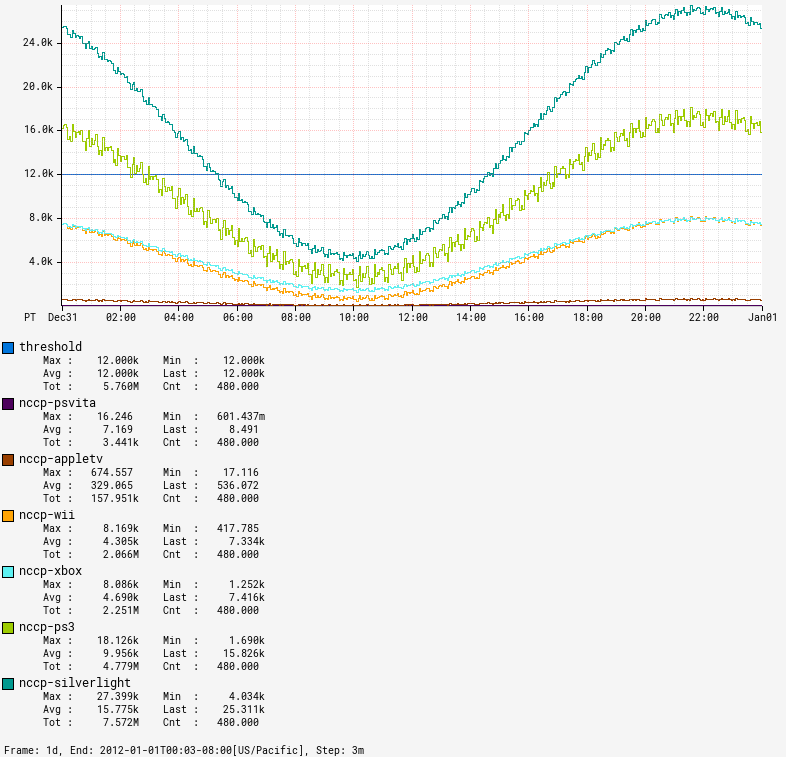 24.0k
20.0k
16.0k
12.0k
8.0k
4.0k
PT Dec31 02:00 04:00 06:00 08:00 10:00 12:00 14:00 16:00 18:00 20:00 22:00 Jan01
threshold
Max : 12.000k Min : 12.000k
Avg : 12.000k Last : 12.000k
Tot : 5.760M Cnt : 480.000
nccp-psvita
Max : 16.246 Min : 601.437m
Avg : 7.169 Last : 8.491
Tot : 3.441k Cnt : 480.000
nccp-appletv
Max : 674.557 Min : 17.116
Avg : 329.065 Last : 536.072
Tot : 157.951k Cnt : 480.000
nccp-wii
Max : 8.169k Min : 417.785
Avg : 4.305k Last : 7.334k
Tot : 2.066M Cnt : 480.000
nccp-xbox
Max : 8.086k Min : 1.252k
Avg : 4.690k Last : 7.416k
Tot : 2.251M Cnt : 480.000
nccp-ps3
Max : 18.126k Min : 1.690k
Avg : 9.956k Last : 15.826k
Tot : 4.779M Cnt : 480.000
nccp-silverlight
Max : 27.399k Min : 4.034k
Avg : 15.775k Last : 25.311k
Tot : 7.572M Cnt : 480.000
Frame: 1d, End: 2012-01-01T00:03-08:00[US/Pacific], Step: 3m